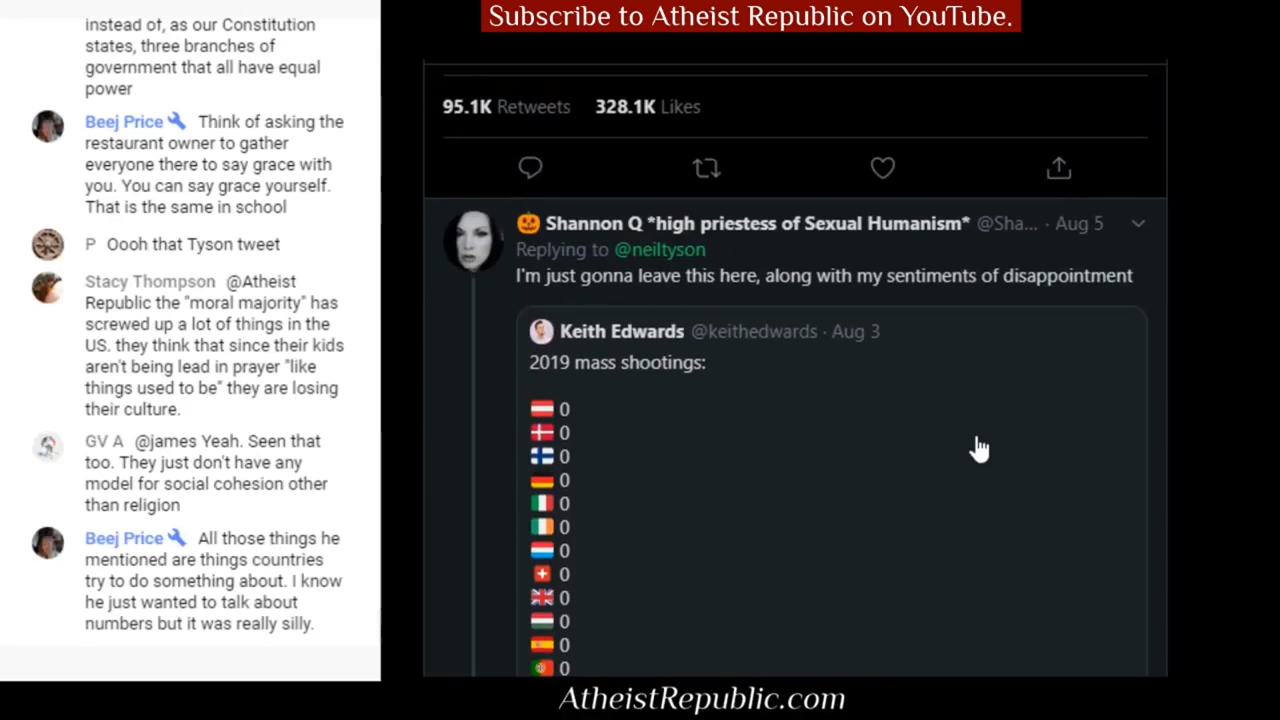 Subscribe to Atheist Republic on YouTube.
instead of, as our Constitution
states, three branches of
government that all have equal
power
Beej Price Think of asking the
restaurant owner to gather
everyone there to say grace with
you. You can say grace yourself.
That is the same in school
P Oooh that Tyson tweet
Stacy Thompson @Atheist
Republic the "moral majority" has
screwed up a lot of things in the
US. they think that since their kids
aren't being lead in prayer "like
things used to be" they are losing
their culture.
GV A @james Yeah. Seen that
too. They just don't have any
model for social cohesion other
than religion
Beej Price All those things he
mentioned are things countries
try to do something about. I know
he just wanted to talk about
numbers but it was really silly.
95.1K Retweets 328.1K Likes
Shannon Q *high priestess of Sexual Humanism* @Sha... · Aug 5
Replying to @neiltyson
I'm just gonna leave this here, along with my sentiments of disappointment
Keith Edwards @keithedwards · Aug 3
2019 mass shootings:
0
0
0
0
0
0
0
0
0
0
0
0
AtheistRepublic.com